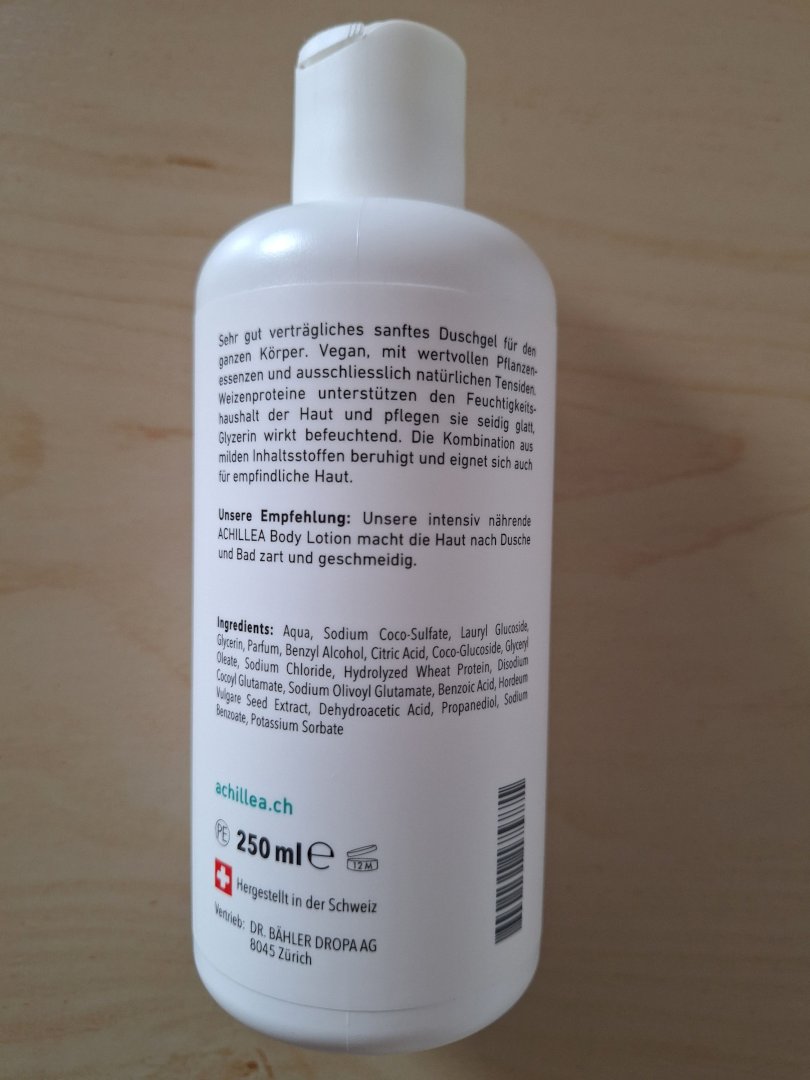 Sehr gut verträgliches sanftes Duschgel für den
ganzen Körper. Vegan, mit wertvollen Pflanzen-
essenzen und ausschliesslich natürlichen Tensiden.
Weizenproteine unterstützen den Feuchtigkeits-
haushalt der Haut und pflegen sie seidig glatt,
Glyzerin wirkt befeuchtend. Die Kombination aus
milden Inhaltsstoffen beruhigt und eignet sich auch
für empfindliche Haut.
Unsere Empfehlung: Unsere intensiv nährende
ACHILLEA Body Lotion macht die Haut nach Dusche
und Bad zart und geschmeidig.
Ingredients: Aqua, Sodium Coco-Sulfate, Lauryl Glucoside,
Glycerin, Parfum, Benzyl Alcohol, Citric Acid, Coco-Glucoside, Glyceryl
Oleate, Sodium Chloride, Hydrolyzed Wheat Protein, Disodium
Cocoyl Glutamate, Sodium Olivoyl Glutamate, Benzoic Acid, Hordeum
Vulgare Seed Extract, Dehydroacetic Acid, Propanediol, Sodium
Benzoate, Potassium Sorbate
achillea.ch
PE 250 ml ℮ 12 M
Hergestellt in der Schweiz
Vertrieb: DR. BÄHLER DROPA AG
8045 Zürich